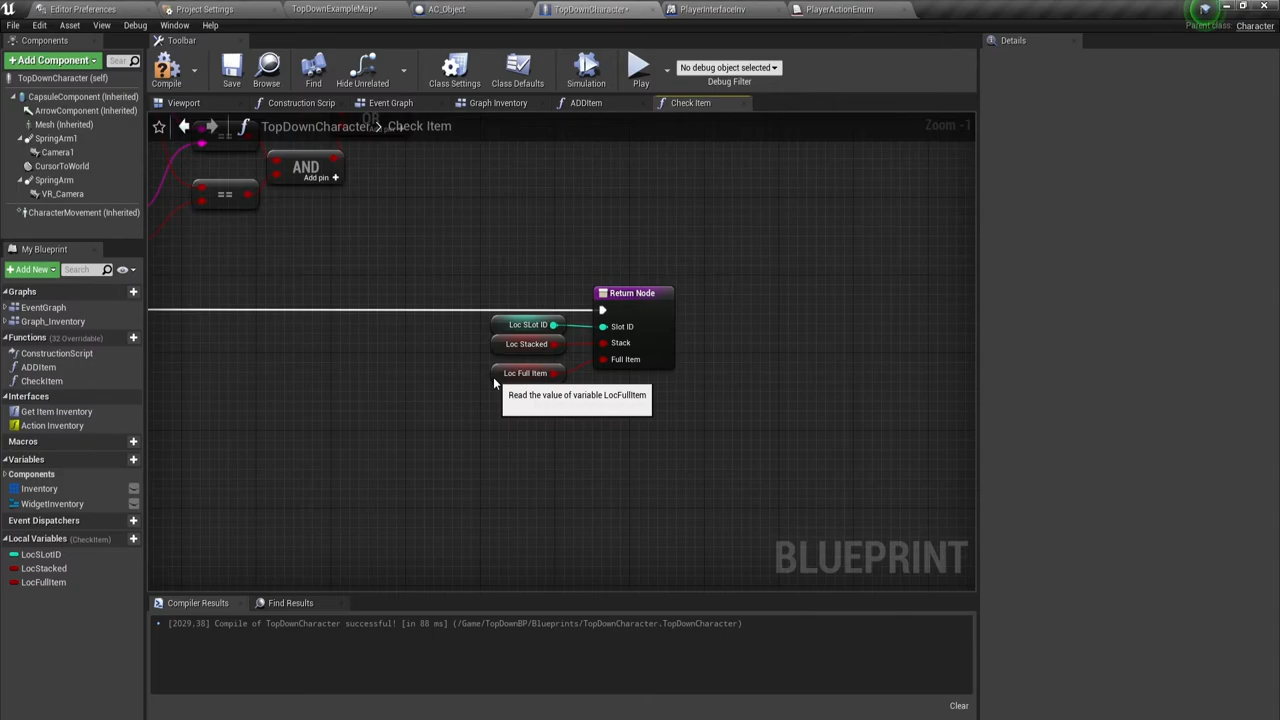 Editor Preferences
Project Settings
TopDownExampleMap*
AC_Object
TopDownCharacter*
PlayerInterfaceInv
PlayerActionEnum
File Edit Asset View Debug Window Help
Parent class: Character
Components
Toolbar
Details
+Add Component
Sear
TopDownCharacter (self)
CapsuleComponent (Inherited)
ArrowComponent (Inherited)
Mesh (Inherited)
SpringArm1
Camera1
CursorToWorld
SpringArm
VR_Camera
CharacterMovement (Inherited)
Compile
Save
Browse
Find
Hide Unrelated
Class Settings
Class Defaults
Simulation
Play
No debug object selected
Debug Filter
Viewport
Construction Scrip
Event Graph
Graph Inventory
ADDItem
Check Item
TopDownCharacter > Check Item
Zoom -1
OR
==
AND
Add pin +
==
Return Node
Loc SLot ID
Slot ID
Loc Stacked
Stack
Full Item
Loc Full Item
Read the value of variable LocFullItem
BLUEPRINT
My Blueprint
+Add New
Search
Graphs
EventGraph
Graph_Inventory
Functions (32 Overridable)
ConstructionScript
ADDItem
CheckItem
Interfaces
Get Item Inventory
Action Inventory
Macros
Variables
Components
Inventory
WidgetInventory
Event Dispatchers
Local Variables (CheckItem)
LocSLotID
LocStacked
LocFullItem
Compiler Results
Find Results
[2029,38] Compile of TopDownCharacter successful! [in 88 ms] (/Game/TopDownBP/Blueprints/TopDownCharacter.TopDownCharacter)
Clear